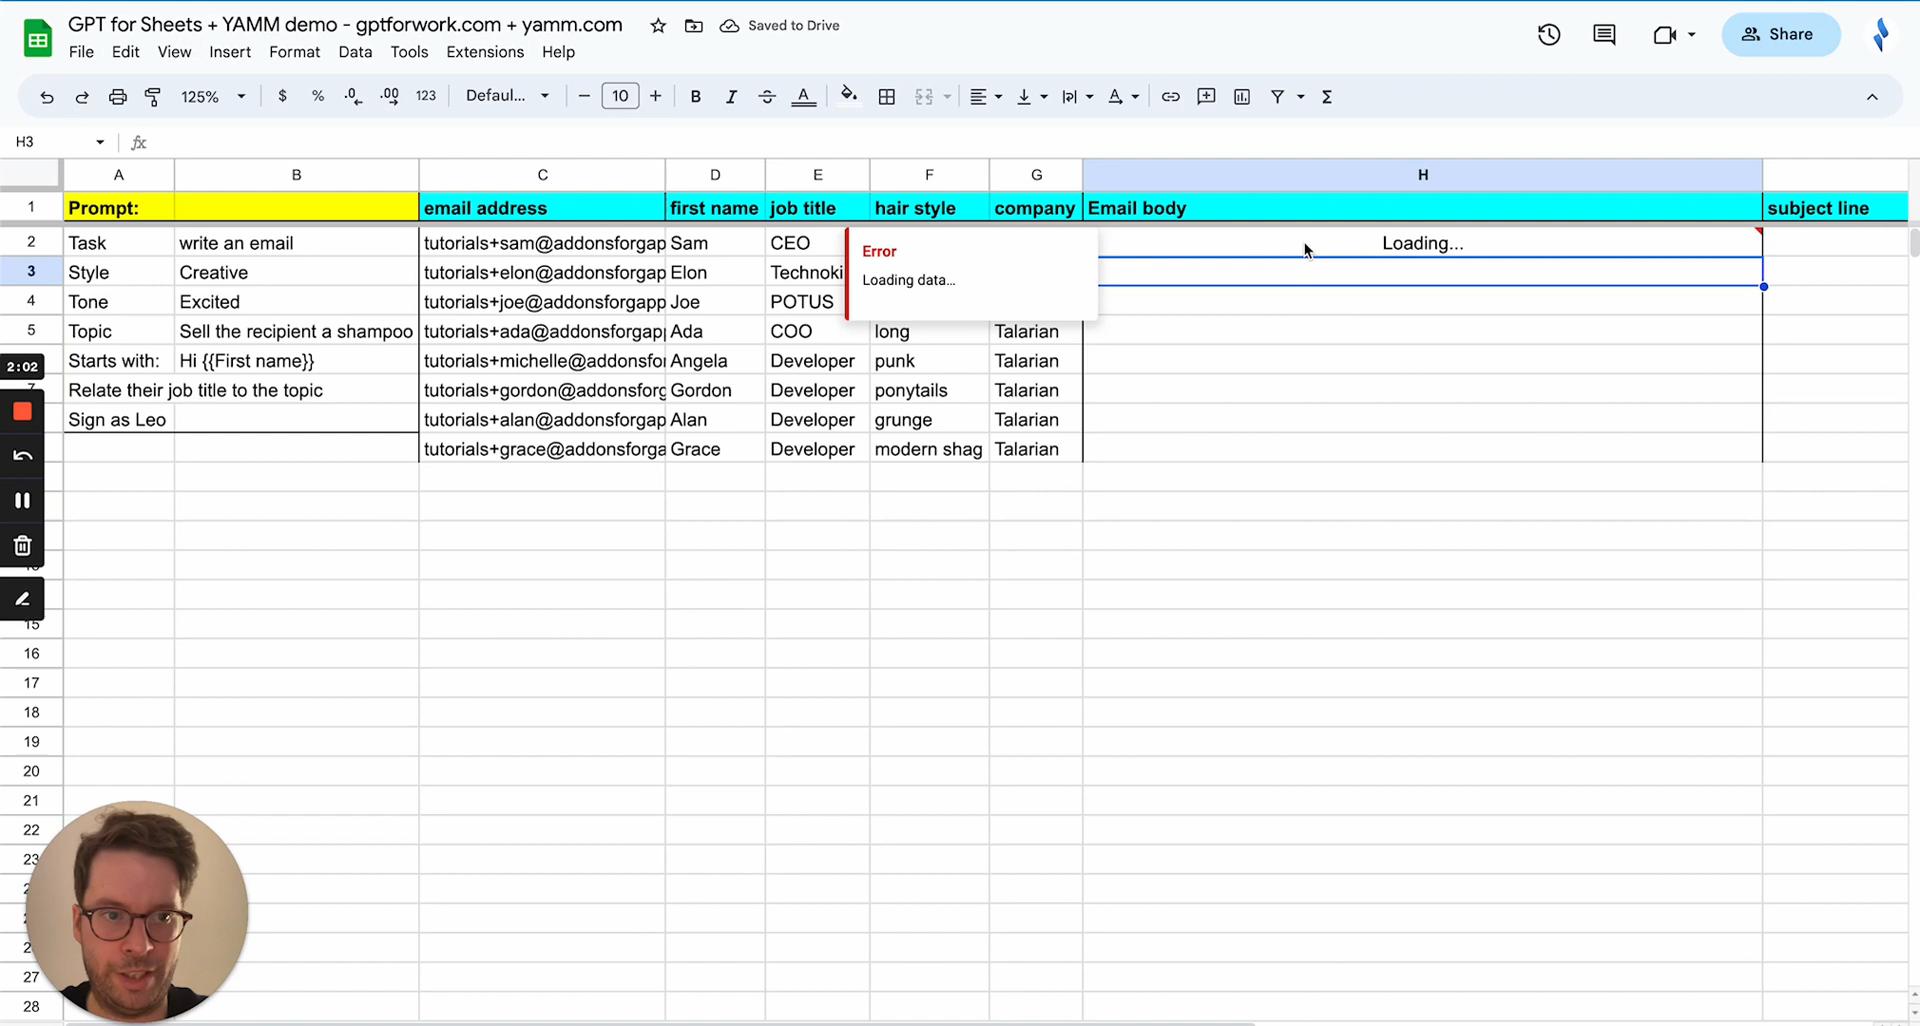 GPT for Sheets + YAMM demo - gptforwork.com + yamm.com Saved to Drive
File Edit View Insert Format Data Tools Extensions Help
Share
125% $ % .0 .00 123 Defaul... − 10 + B I A Σ
H3 fx
A B C D E F G H
1 Prompt: email address first name job title hair style company Email body subject line
2 Task write an email tutorials+sam@addonsforgap Sam CEO Loading...
3 Style Creative tutorials+elon@addonsforgap Elon Technoki
4 Tone Excited tutorials+joe@addonsforgapp Joe POTUS
Error
Loading data...
5 Topic Sell the recipient a shampoo tutorials+ada@addonsforgap Ada COO long Talarian
2:02
Starts with: Hi {{First name}} tutorials+michelle@addonsfor Angela Developer punk Talarian
7 Relate their job title to the topic tutorials+gordon@addonsforg Gordon Developer ponytails Talarian
Sign as Leo tutorials+alan@addonsforgap Alan Developer grunge Talarian
tutorials+grace@addonsforga Grace Developer modern shag Talarian
15
16
17
18
19
20
21
22
23
27
28